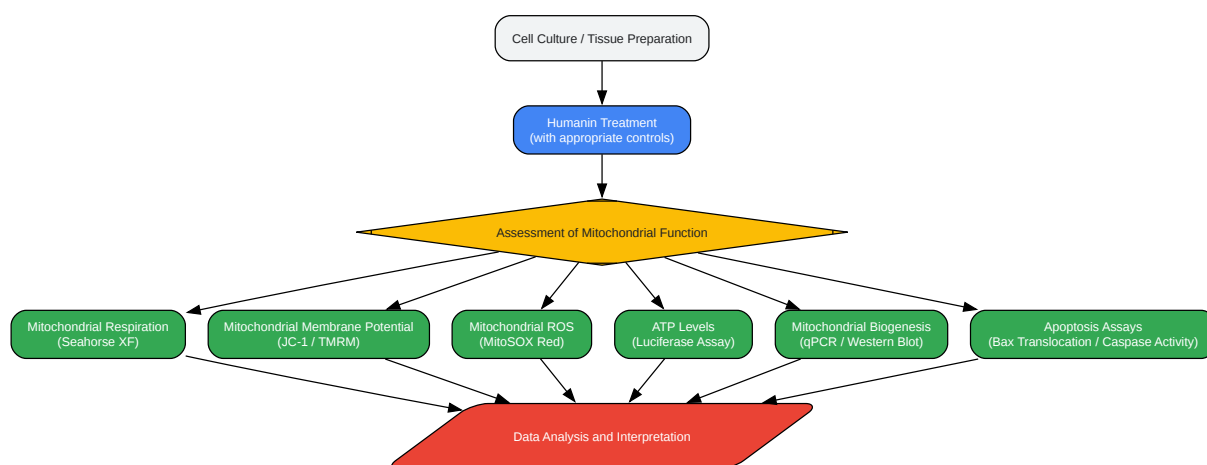 Cell Culture / Tissue Preparation
Humanin Treatment
(with appropriate controls)
Assessment of Mitochondrial Function
Mitochondrial Respiration
(Seahorse XF)
Mitochondrial Membrane Potential
(JC-1 / TMRM)
Mitochondrial ROS
(MitoSOX Red)
ATP Levels
(Luciferase Assay)
Mitochondrial Biogenesis
(qPCR / Western Blot)
Apoptosis Assays
(Bax Translocation / Caspase Activity)
Data Analysis and Interpretation